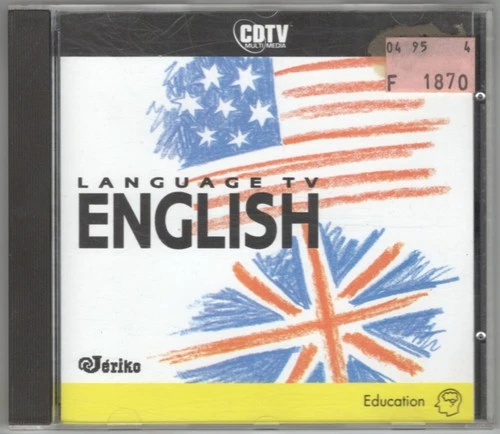 CDTV
MULTIMEDIA
04 95 4
F 1870
LANGUAGE TV
ENGLISH
Jériko
Education